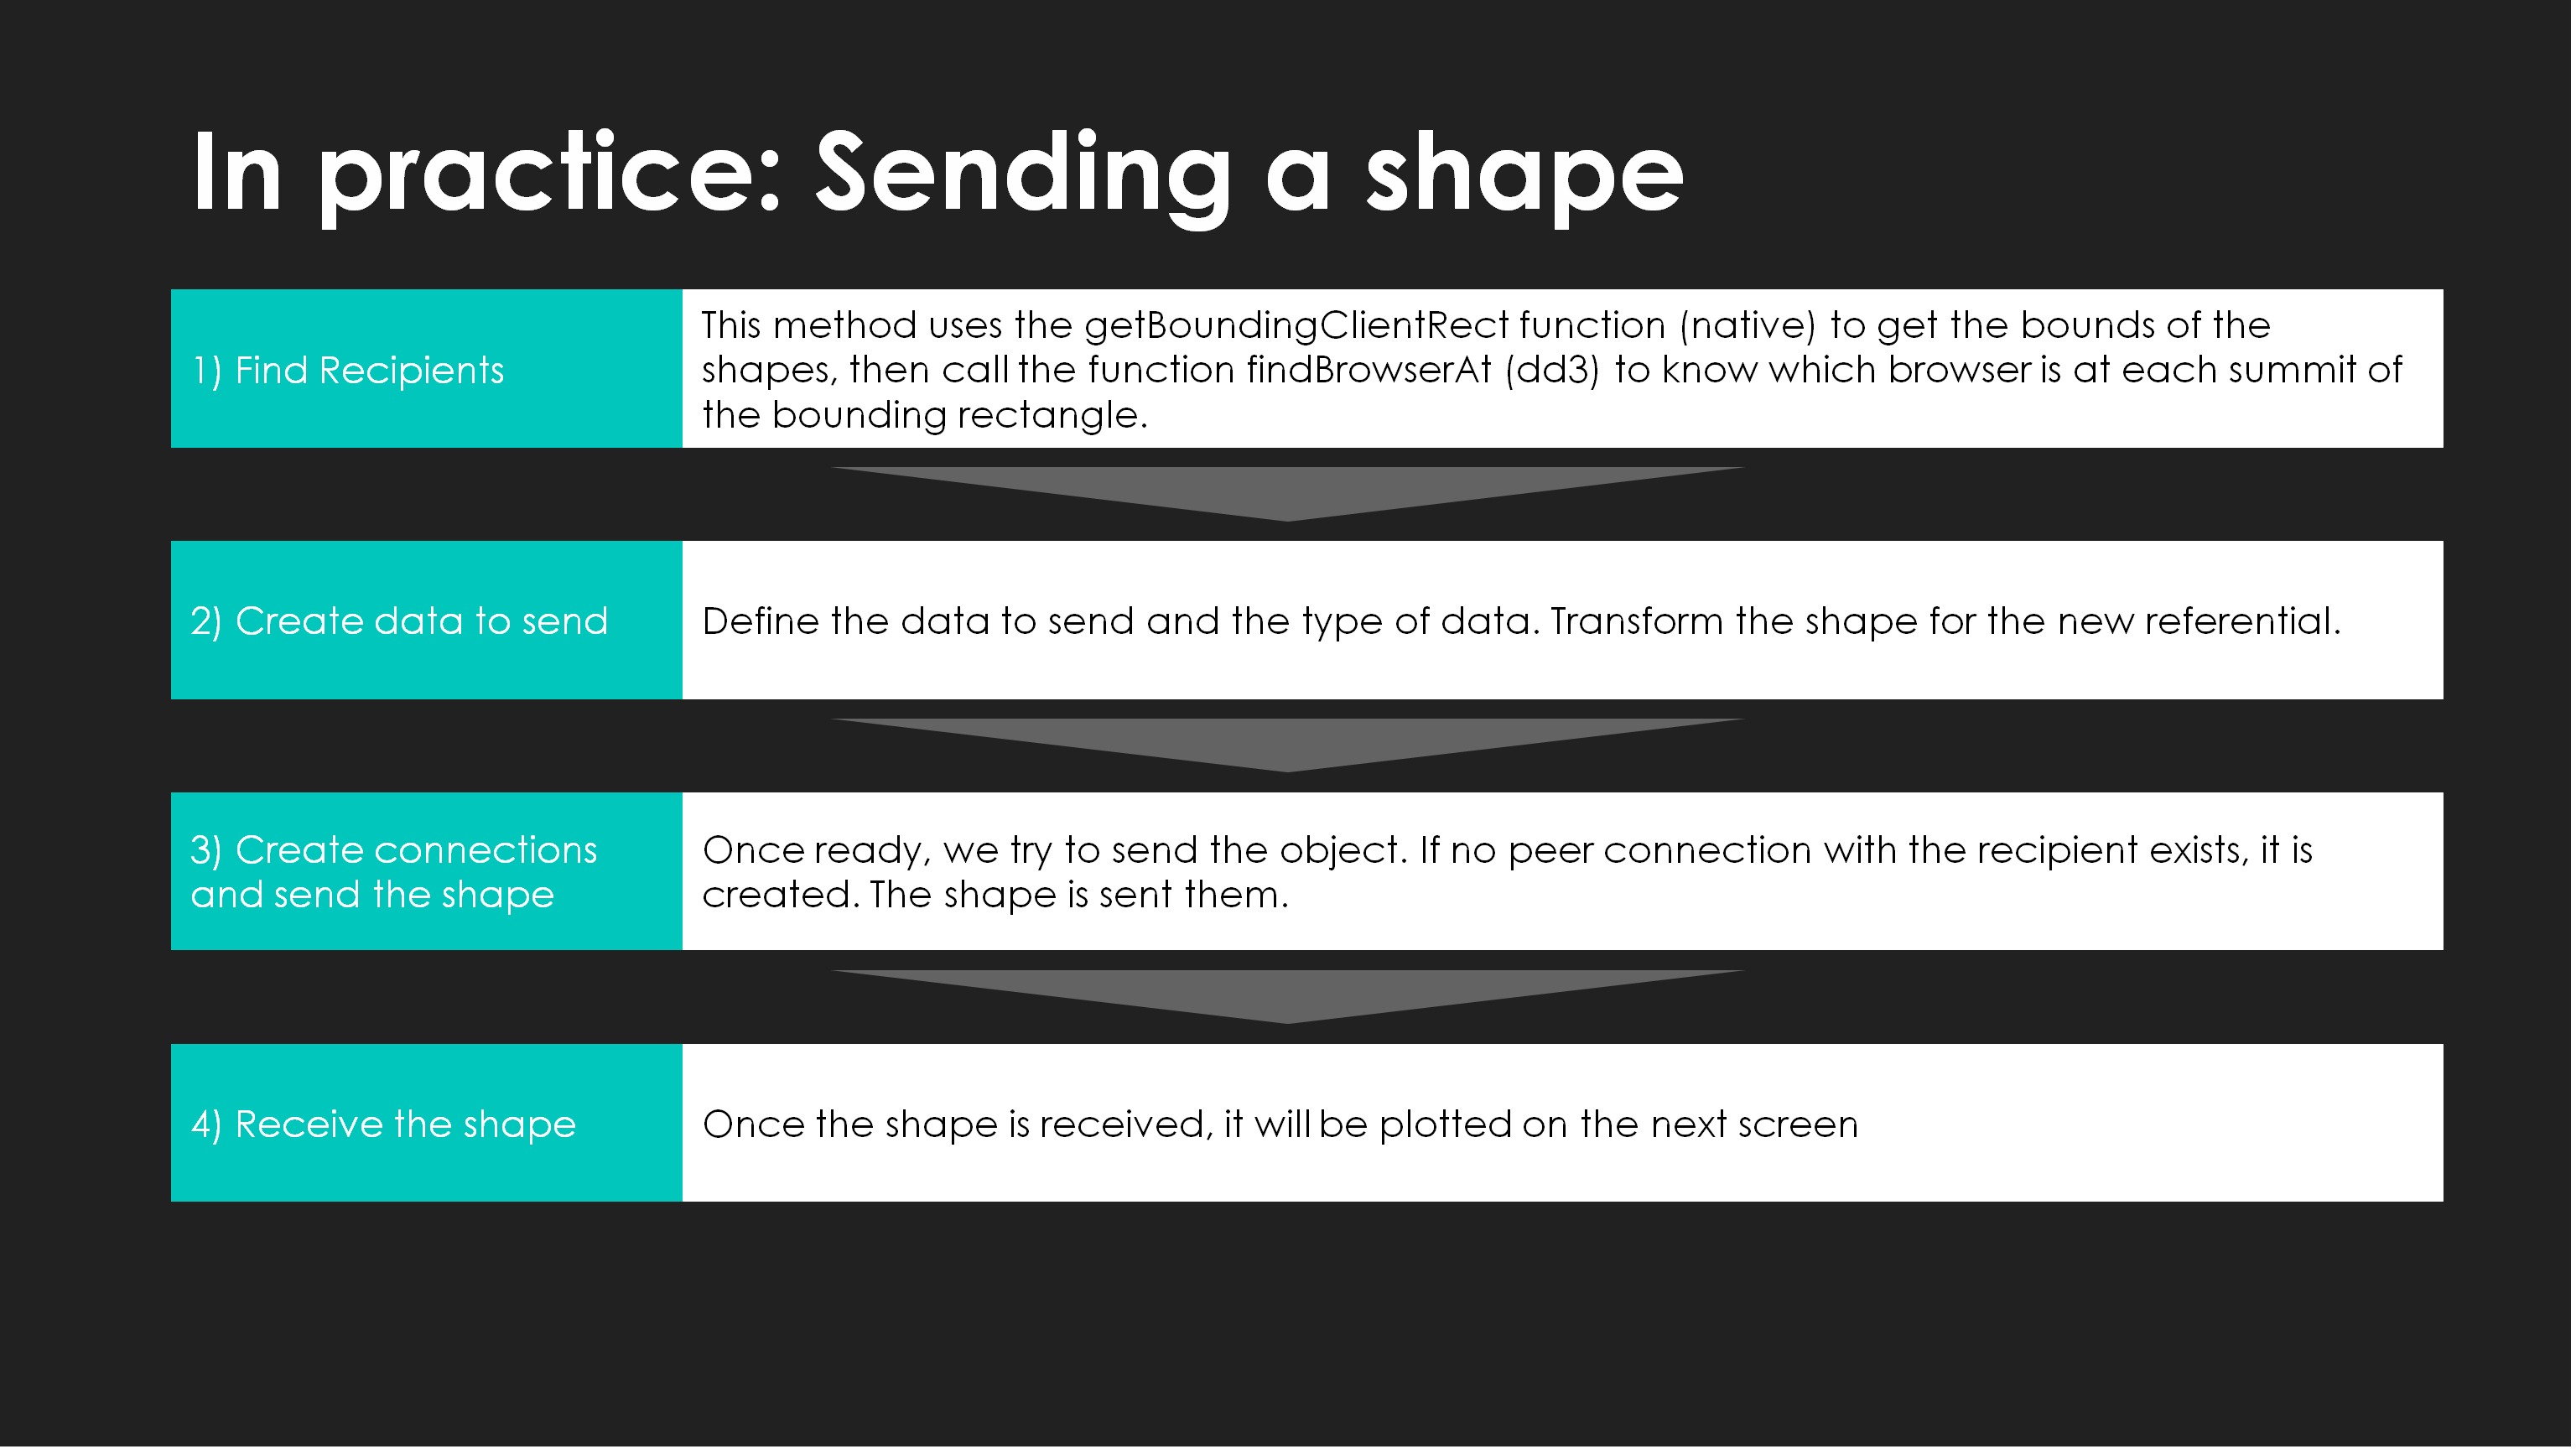 In practice: Sending a shape
1) Find Recipients
This method uses the getBoundingClientRect function (native) to get the bounds of the
shapes, then call the function findBrowserAt (dd3) to know which browser is at each summit of
the bounding rectangle.
2) Create data to send
Define the data to send and the type of data. Transform the shape for the new referential.
3) Create connections
and send the shape
Once ready, we try to send the object. If no peer connection with the recipient exists, it is
created. The shape is sent them.
4) Receive the shape
Once the shape is received, it will be plotted on the next screen